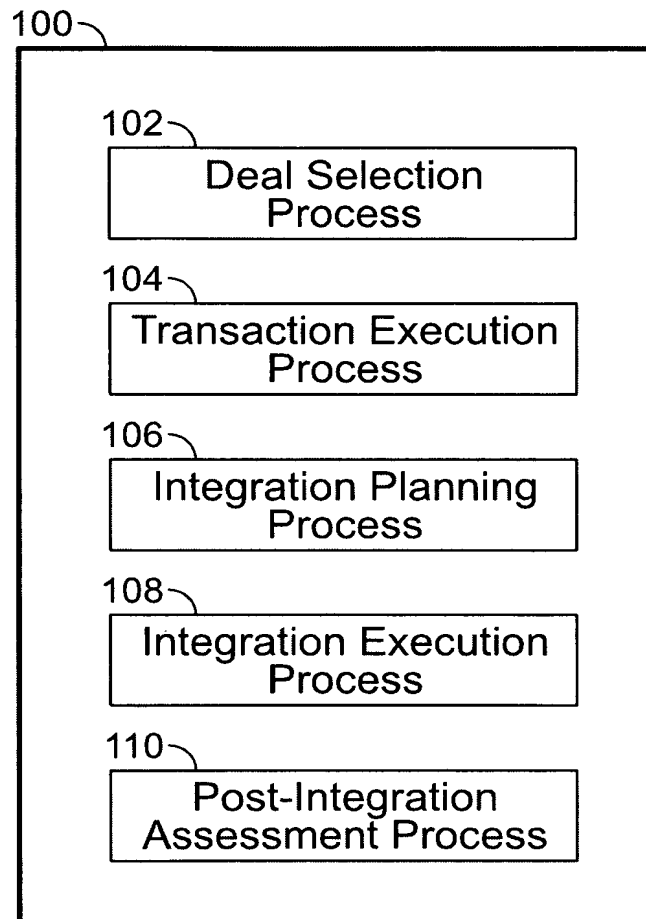 100
102
Deal Selection
Process
104
Transaction Execution
Process
106
Integration Planning
Process
108
Integration Execution
Process
110
Post-Integration
Assessment Process